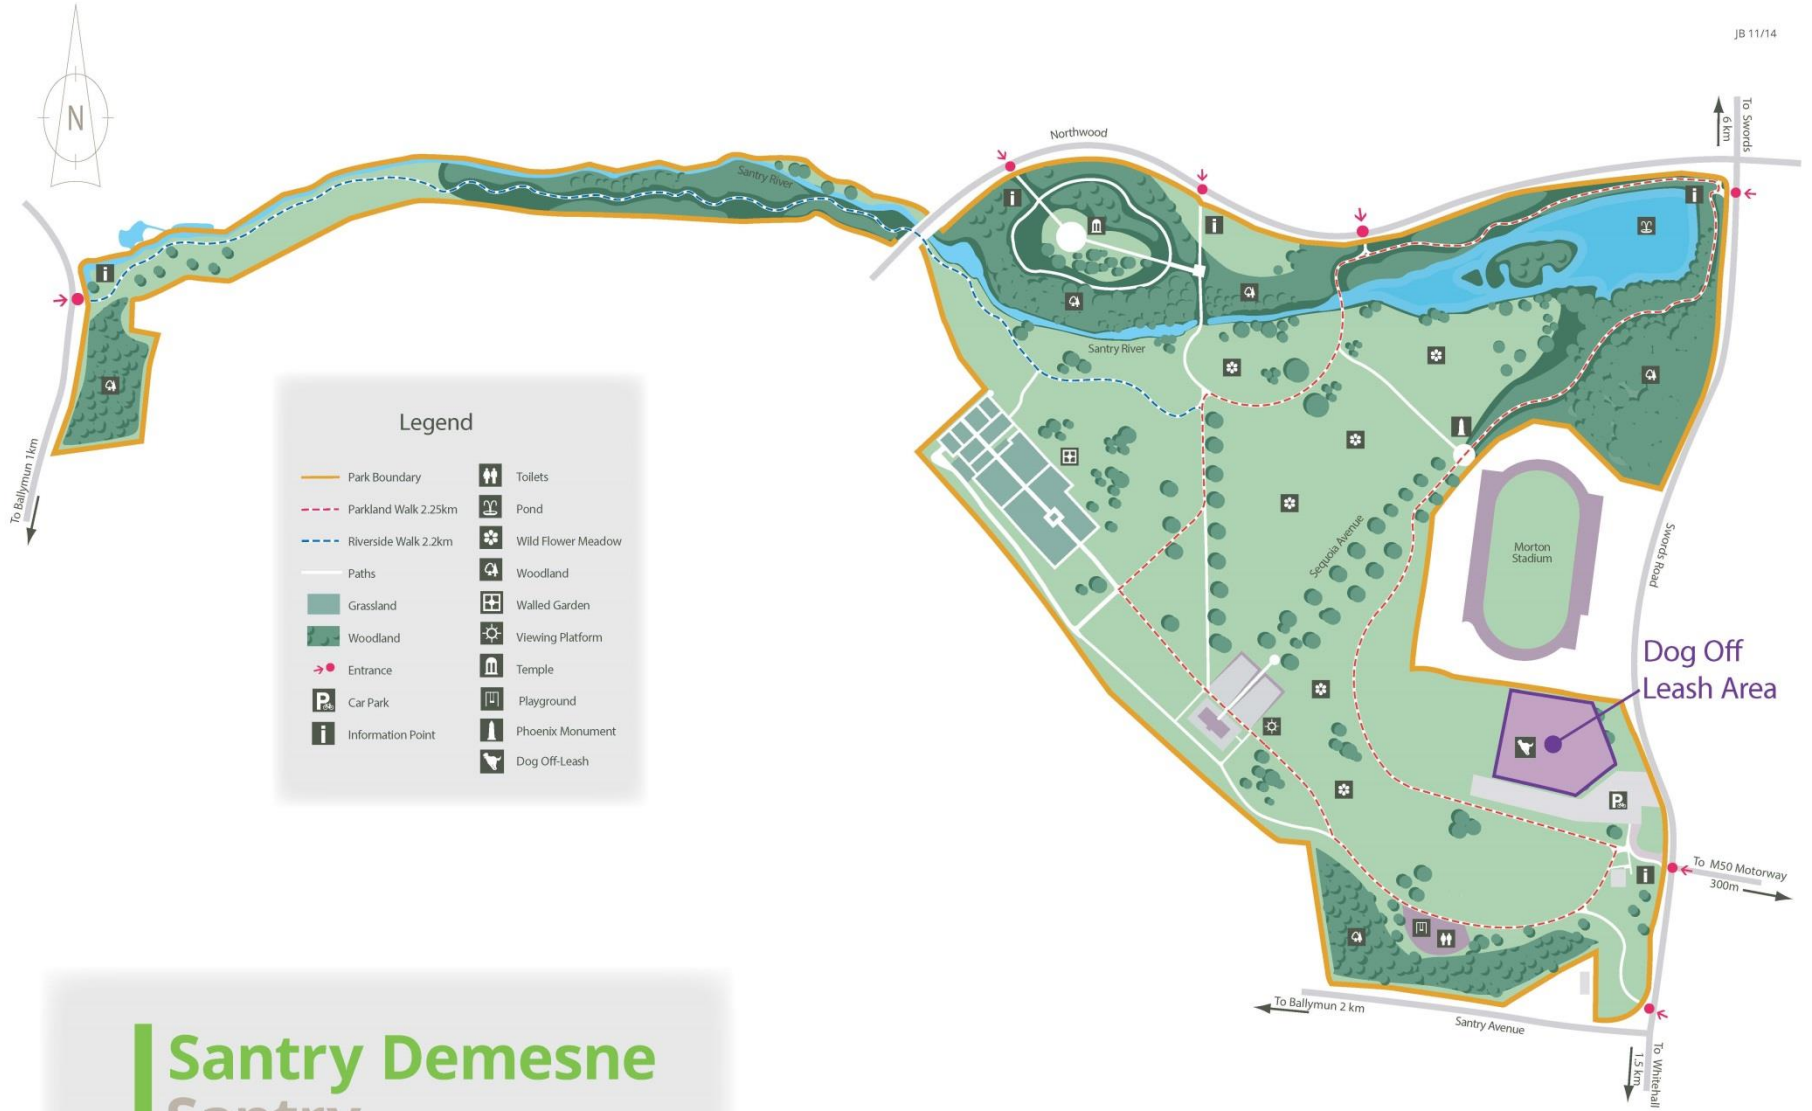 JB 11/14
N
To Swords
6 km
Northwood
Santry River
Santry River
To Ballymun 1km
Legend
Park Boundary
Parkland Walk 2.25km
Riverside Walk 2.2km
Paths
Grassland
Woodland
Entrance
P
Car Park
i
Information Point
Toilets
Pond
Wild Flower Meadow
Woodland
Walled Garden
Viewing Platform
Temple
Playground
Phoenix Monument
Dog Off-Leash
Sequoia Avenue
Morton
Stadium
Swords Road
Dog Off
Leash Area
P
To M50 Motorway
300m
To Ballymun 2 km
Santry Avenue
To Whitehall
1.5 km
Santry Demesne
Santry